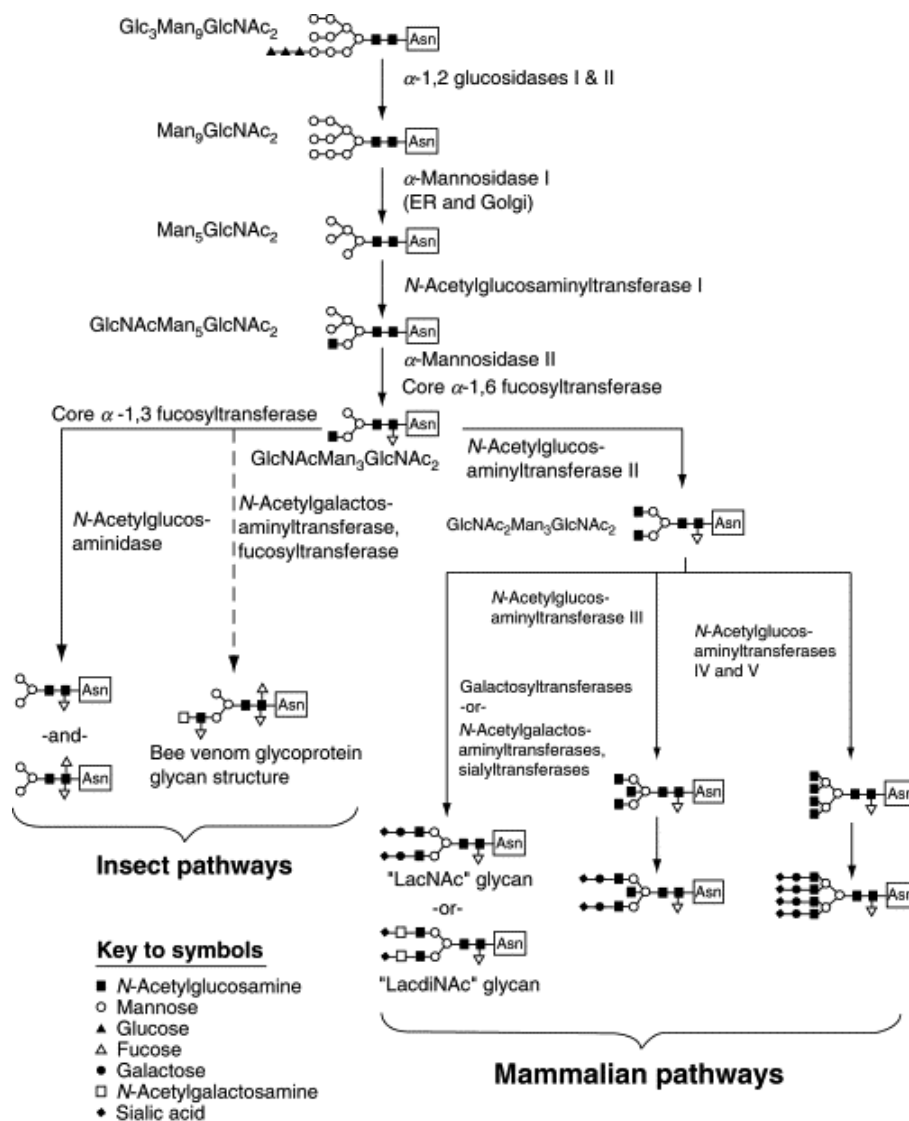 Glc₃Man₉GlcNAc₂
Asn
α-1,2 glucosidases I & II
Man₉GlcNAc₂
Asn
α-Mannosidase I
(ER and Golgi)
Man₅GlcNAc₂
Asn
N-Acetylglucosaminyltransferase I
GlcNAcMan₅GlcNAc₂
Asn
α-Mannosidase II
Core α-1,6 fucosyltransferase
Core α -1,3 fucosyltransferase
Asn
GlcNAcMan₃GlcNAc₂
N-Acetylglucos-
aminyltransferase II
N-Acetylglucos-
aminidase
N-Acetylgalactos-
aminyltransferase,
fucosyltransferase
GlcNAc₂Man₃GlcNAc₂
Asn
N-Acetylglucos-
aminyltransferase III
N-Acetylglucos-
aminyltransferases
IV and V
Galactosyltransferases
-or-
N-Acetylgalactos-
aminyltransferases,
sialyltransferases
Asn
-and-
Asn
Asn
Bee venom glycoprotein
glycan structure
Insect pathways
Asn
Asn
Asn
"LacNAc" glycan
-or-
Asn
"LacdiNAc" glycan
Asn
Asn
Mammalian pathways
Key to symbols
N-Acetylglucosamine
Mannose
Glucose
Fucose
Galactose
N-Acetylgalactosamine
Sialic acid